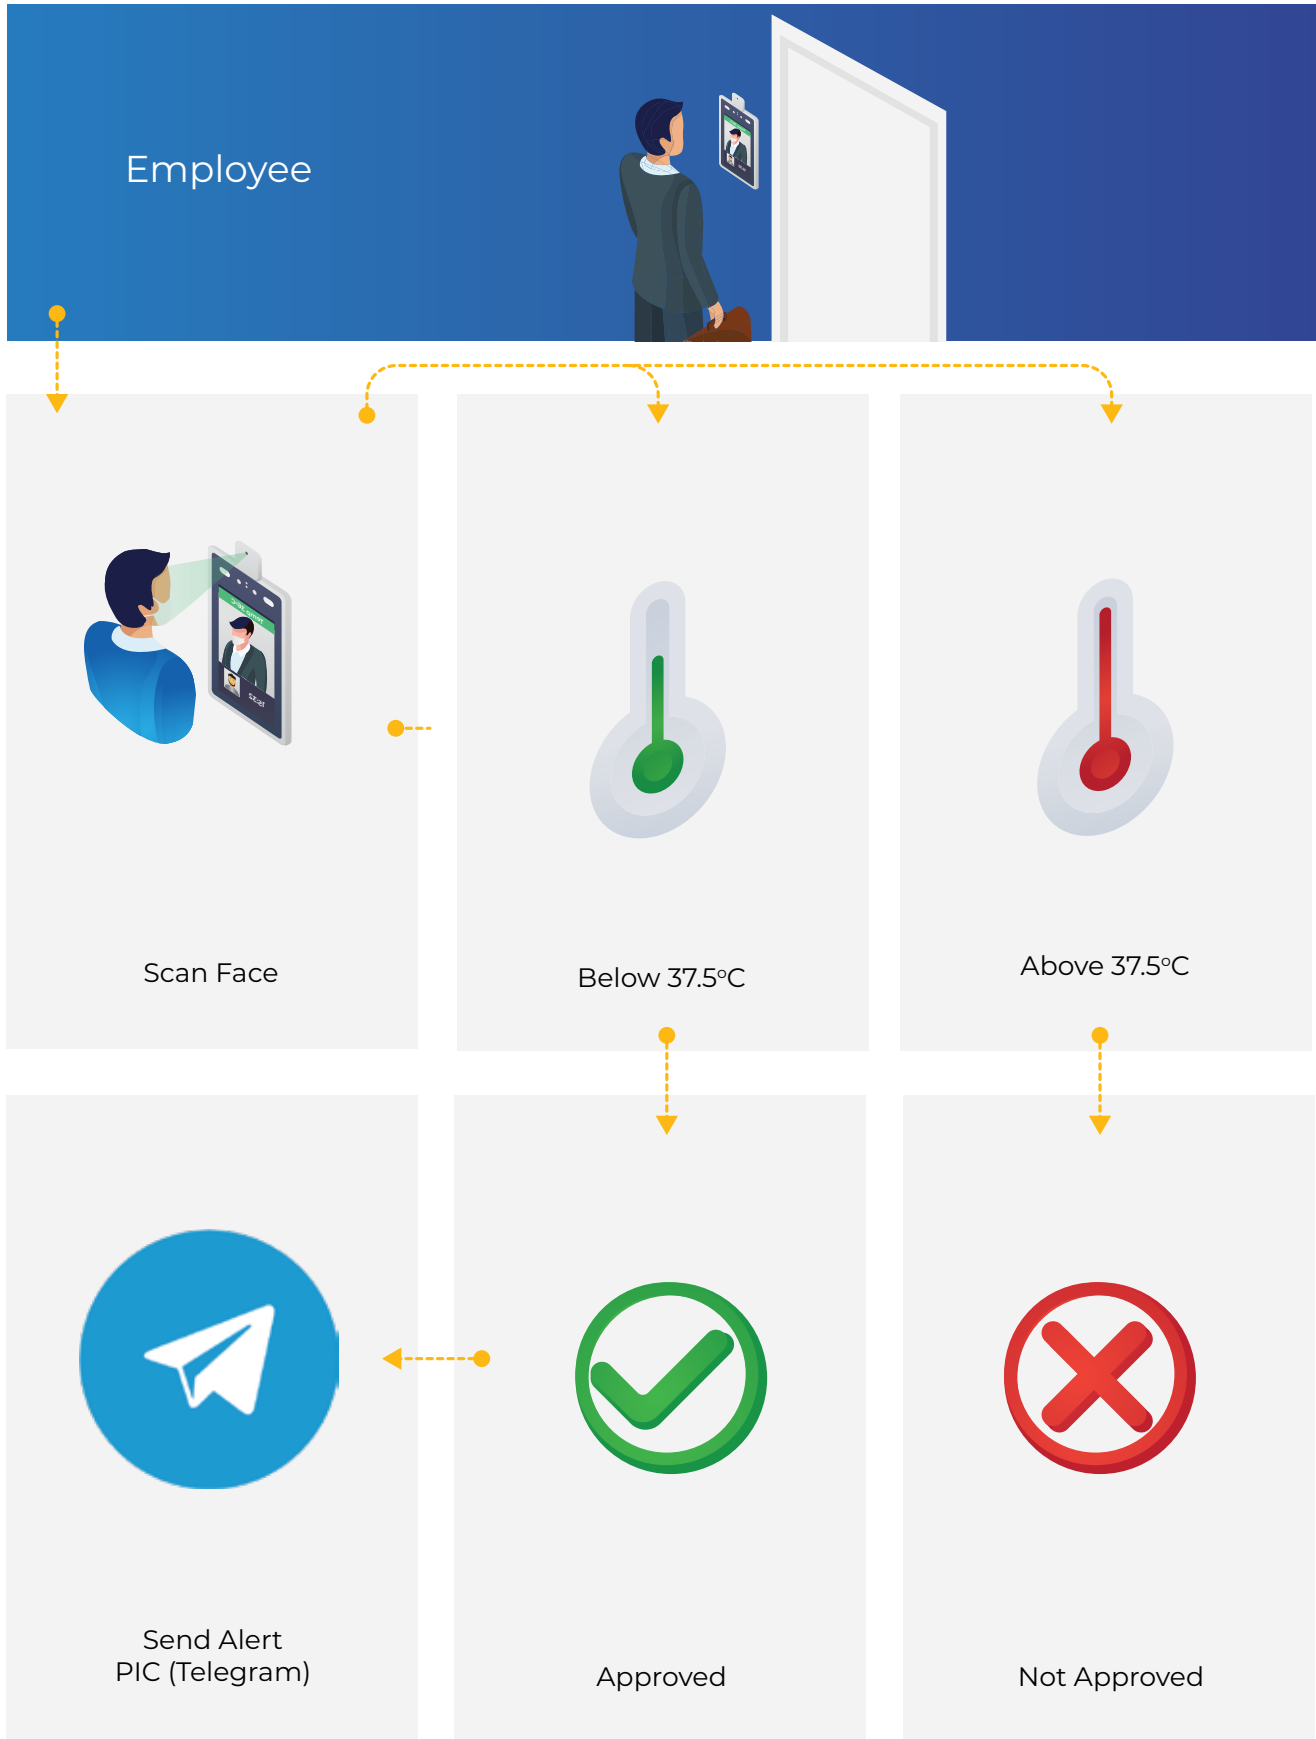 Employee
Scan Face
Below 37.5°C
Above 37.5°C
Send Alert
PIC (Telegram)
Approved
Not Approved